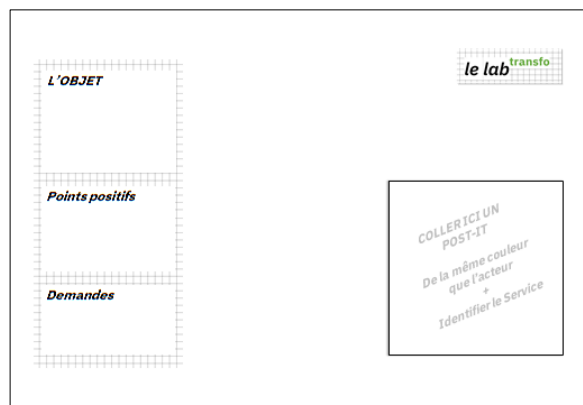 L'OBJET
Points positifs
Demandes
le lab transfo
COLLER ICI UN
POST-IT
De la même couleur
que l'acteur
+
Identifier le Service